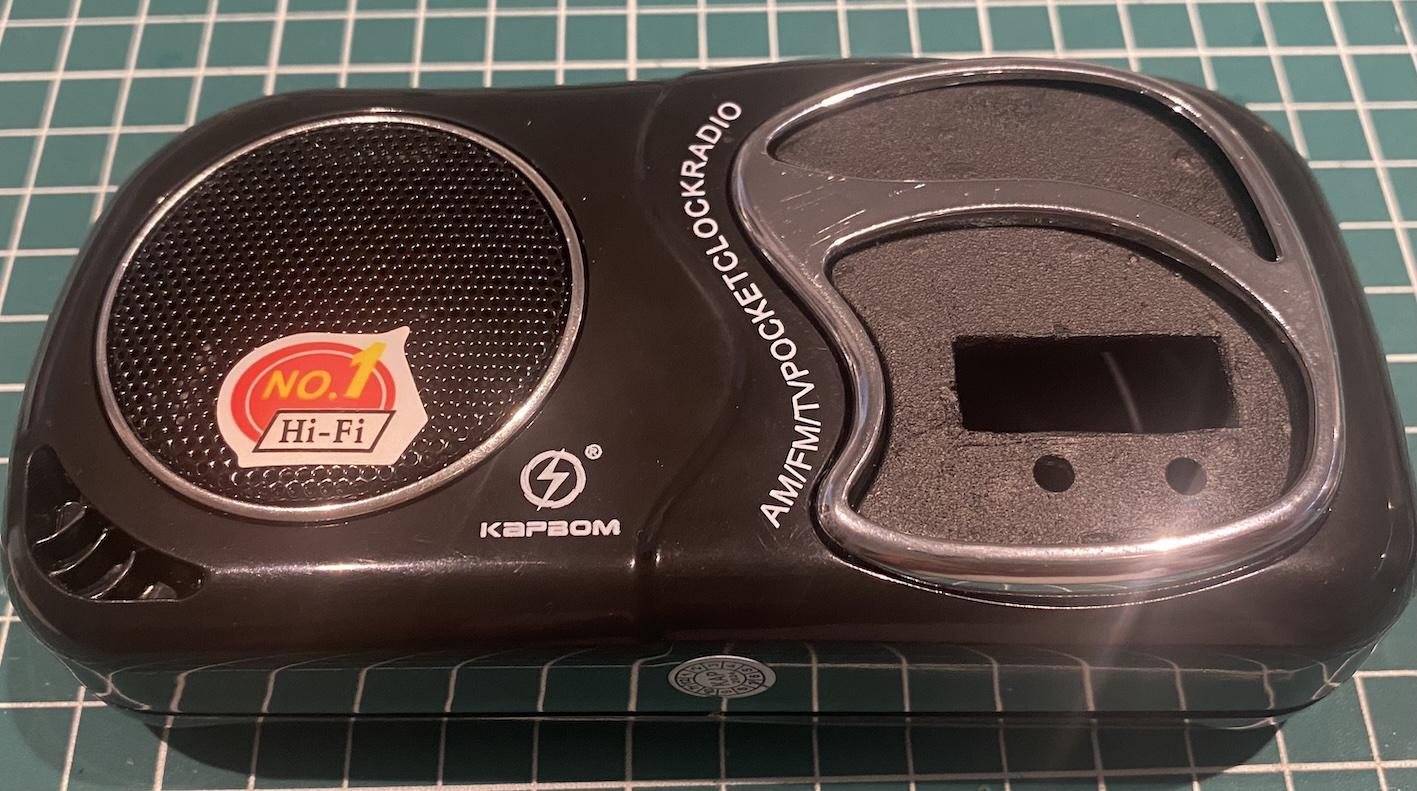 NO.1
Hi-Fi
KAPBOM
®
AM/FM/TVPOCKETCLOCKRADIO